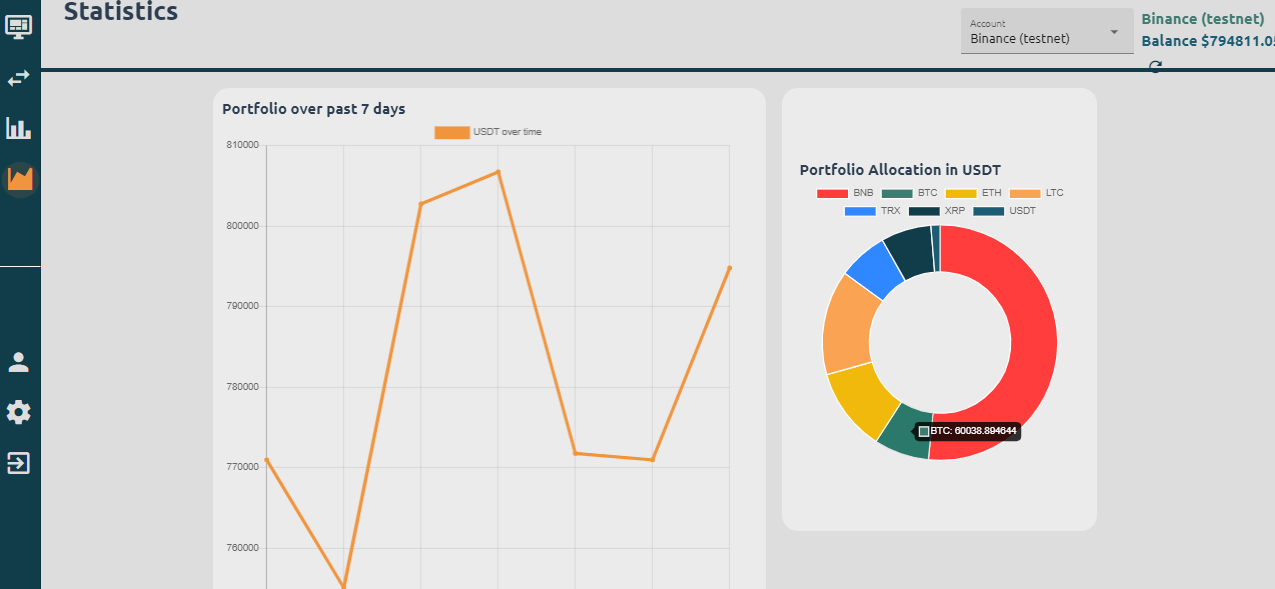 Statistics
Account
Binance (testnet)
Binance (testnet)
Balance $794811.05
Portfolio over past 7 days
USDT over time
810000
800000
790000
780000
770000
760000
Portfolio Allocation in USDT
BNB BTC ETH LTC
TRX XRP USDT
BTC: 60038.894644